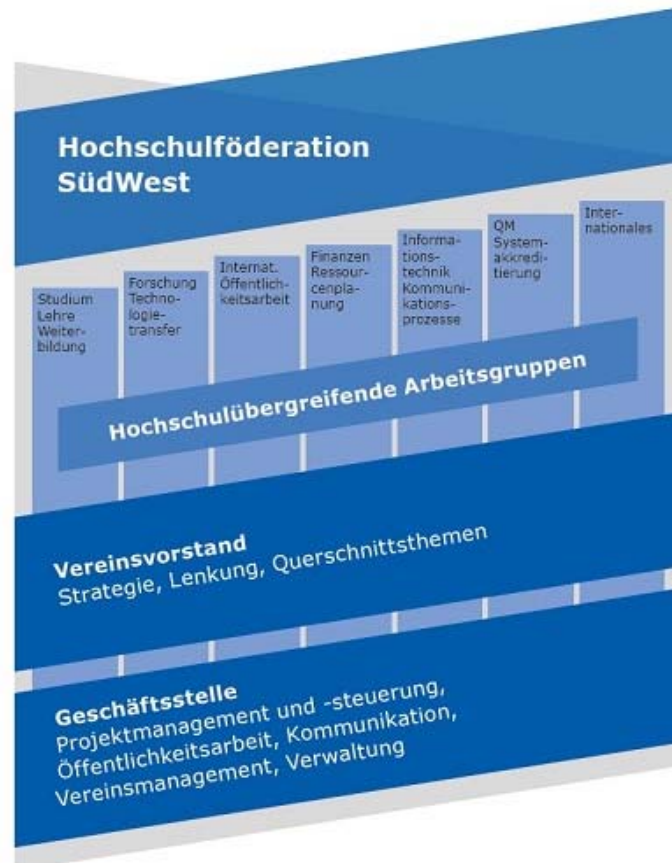 Hochschulföderation
SüdWest
Studium
Lehre
Weiter-
bildung
Forschung
Techno-
logie-
transfer
Internat.
Öffentlich-
keitsarbeit
Finanzen
Ressour-
cenpla-
nung
Informa-
tions-
technik
Kommuni-
kations-
prozesse
QM
System-
akkredi-
tierung
Inter-
nationales
Hochschulübergreifende Arbeitsgruppen
Vereinsvorstand
Strategie, Lenkung, Querschnittsthemen
Geschäftsstelle
Projektmanagement und -steuerung,
Öffentlichkeitsarbeit, Kommunikation,
Vereinsmanagement, Verwaltung